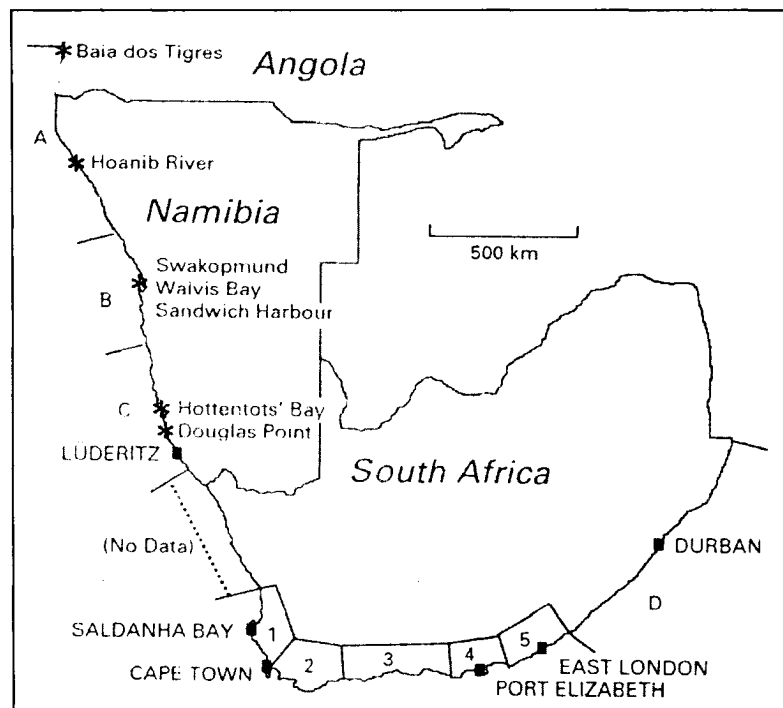 Baia dos Tigres
Angola
A
Hoanib River
Namibia
500 km
Swakopmund
Walvis Bay
Sandwich Harbour
B
C
Hottentots' Bay
Douglas Point
LÜDERITZ
South Africa
(No Data)
DURBAN
D
SALDANHA BAY
1
2
3
4
5
CAPE TOWN
EAST LONDON
PORT ELIZABETH